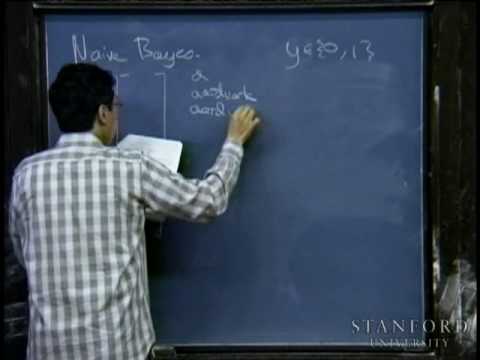 Naive Bayes.
y∈{0,1}
a
aardvark
aard
STANFORD
UNIVERSITY